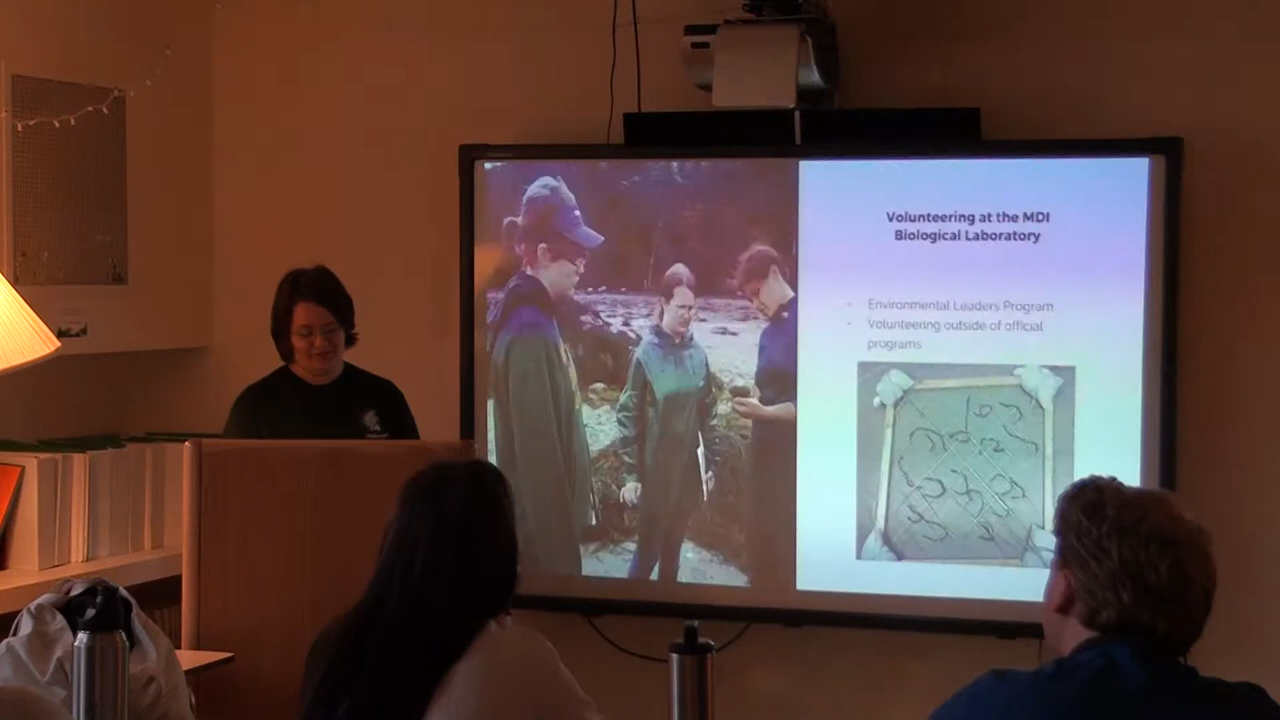 Volunteering at the MDI
Biological Laboratory
Environmental Leaders Program
Volunteering outside of official
programs